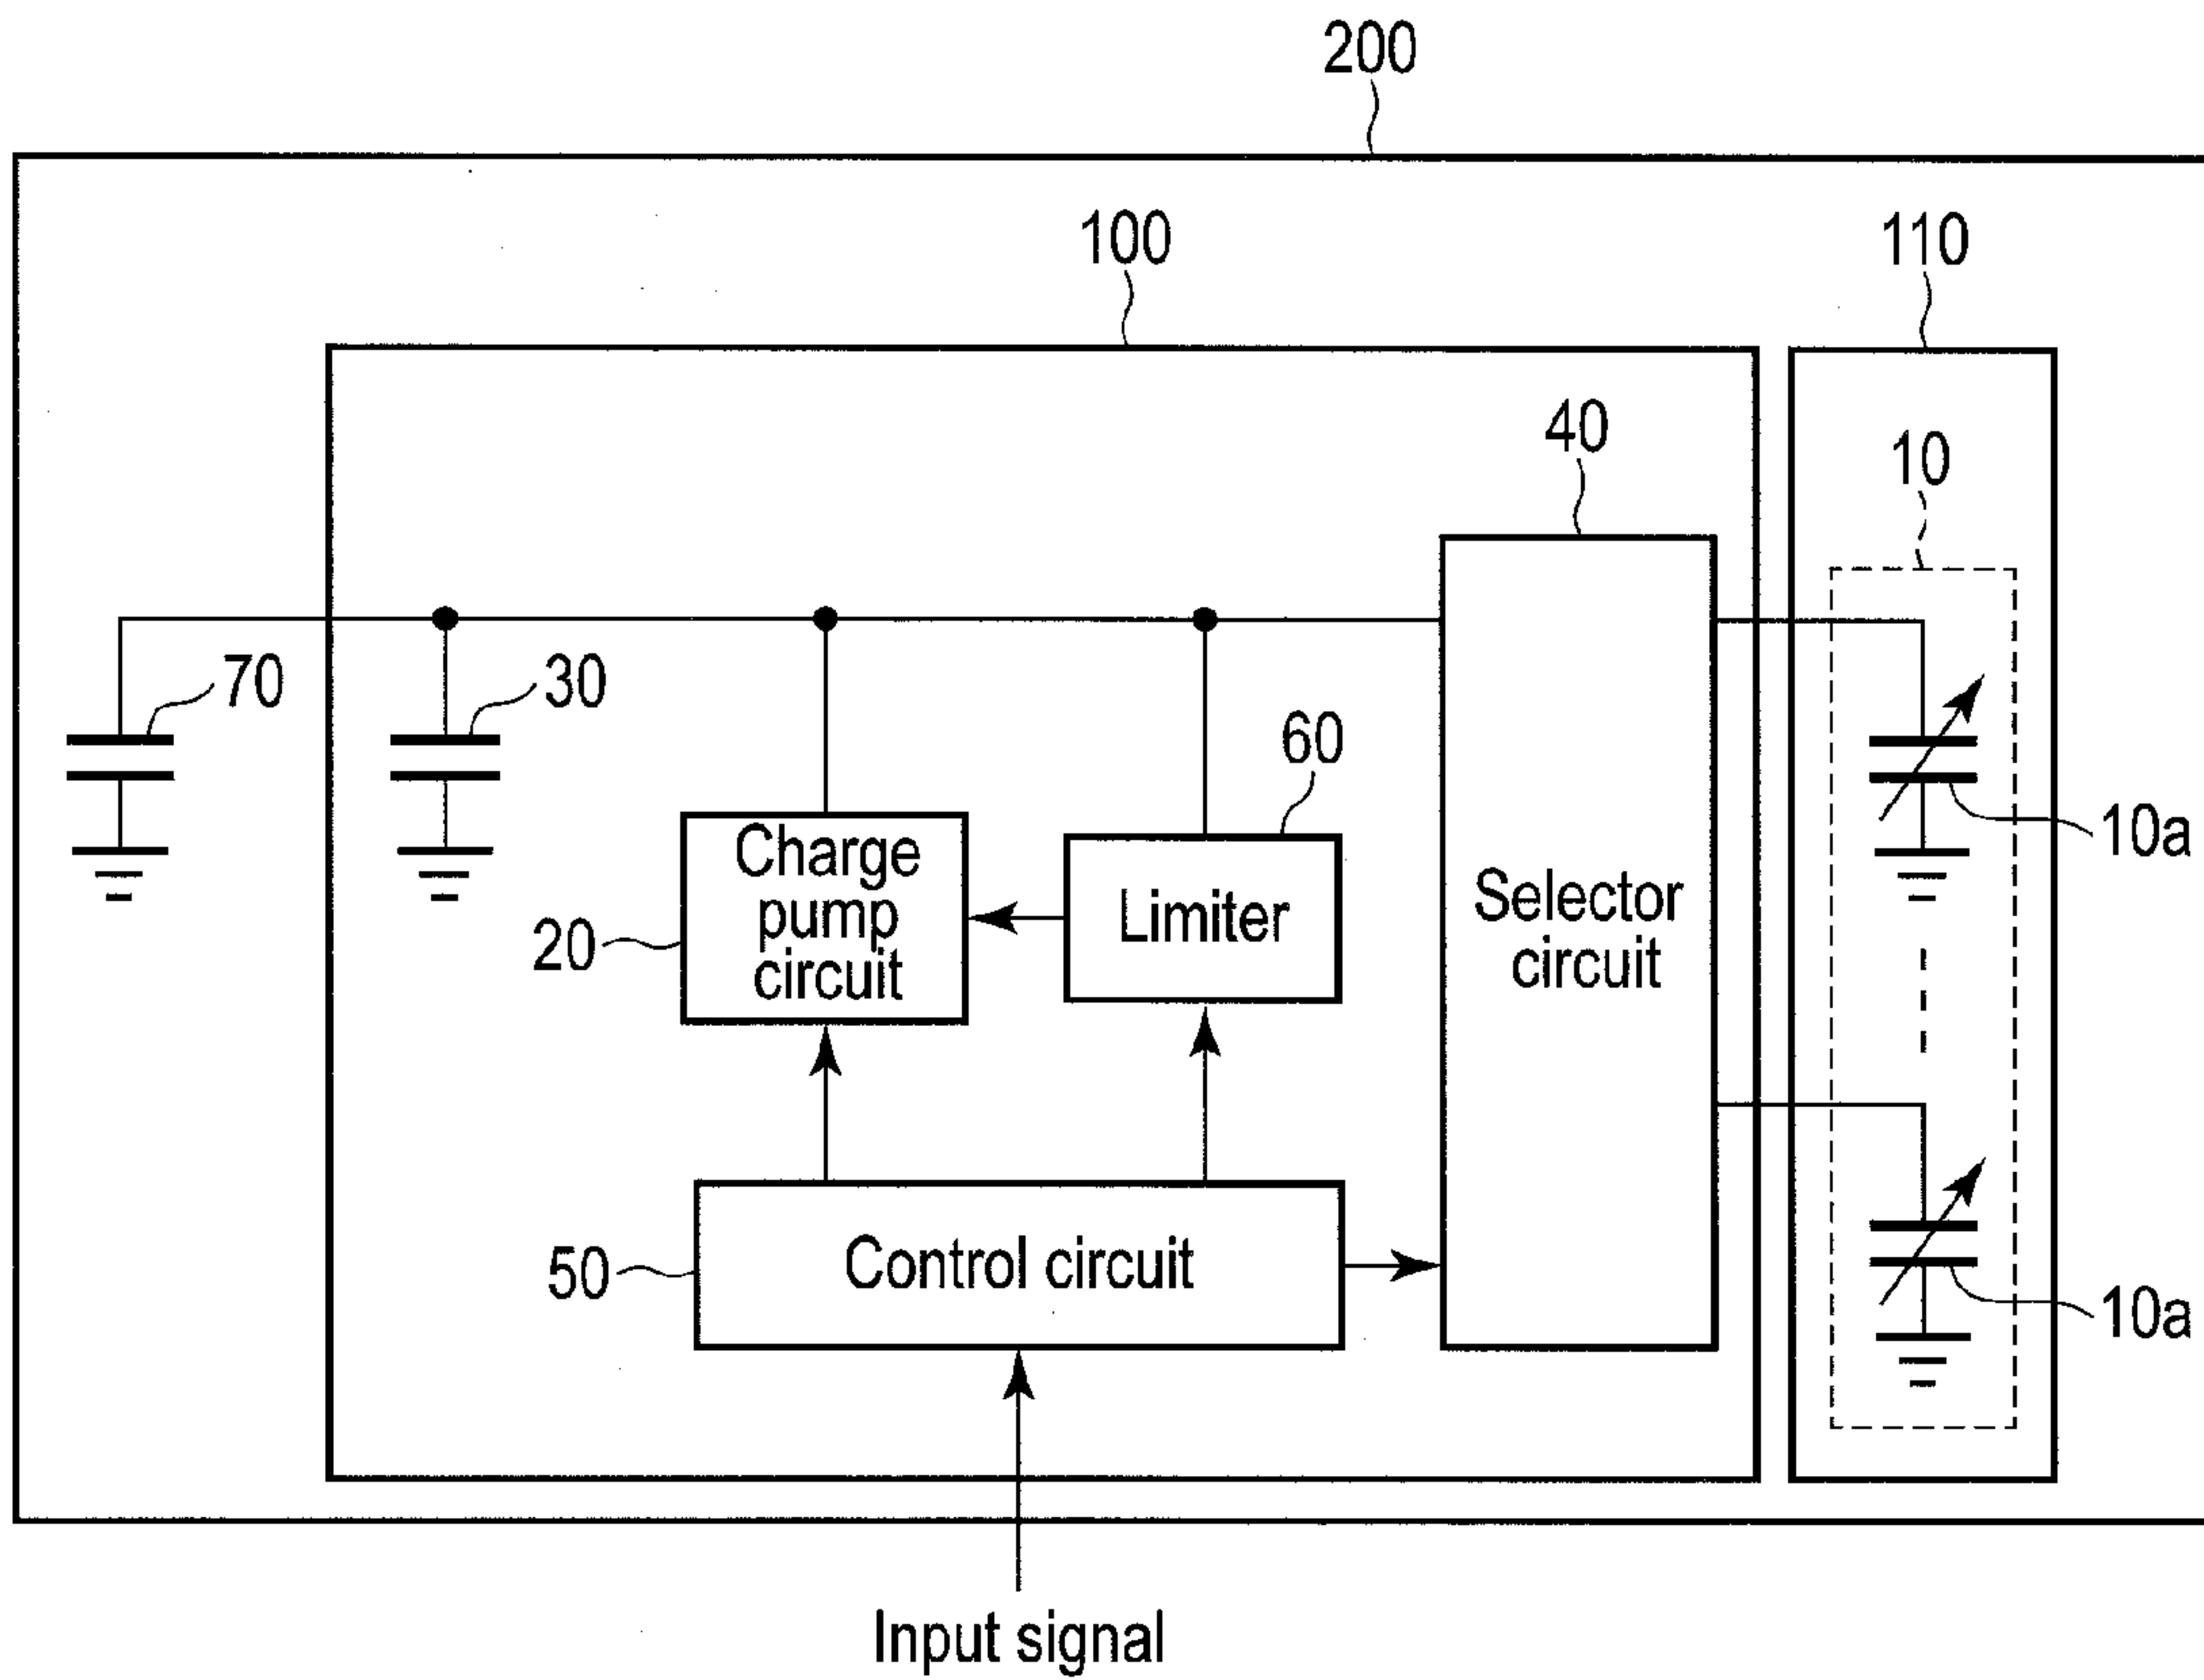 200
100
110
40
10
70
30
60
10a
Charge
pump
circuit
Limiter
Selector
circuit
20
50
Control circuit
10a
Input signal